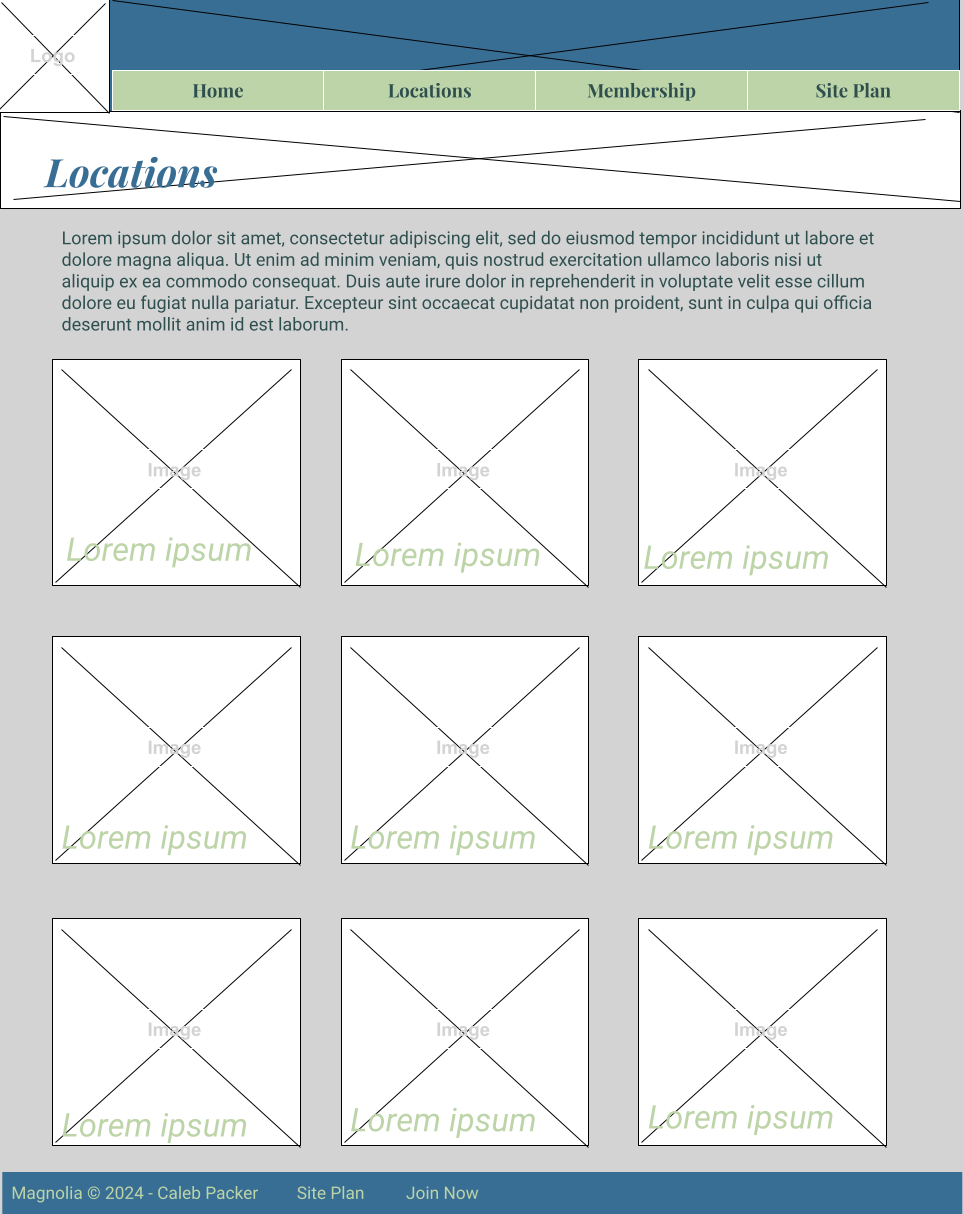 Logo
Home Locations Membership Site Plan
Locations
Lorem ipsum dolor sit amet, consectetur adipiscing elit, sed do eiusmod tempor incididunt ut labore et
dolore magna aliqua. Ut enim ad minim veniam, quis nostrud exercitation ullamco laboris nisi ut
aliquip ex ea commodo consequat. Duis aute irure dolor in reprehenderit in voluptate velit esse cillum
dolore eu fugiat nulla pariatur. Excepteur sint occaecat cupidatat non proident, sunt in culpa qui officia
deserunt mollit anim id est laborum.
Image Image Image
Lorem ipsum Lorem ipsum Lorem ipsum
Image Image Image
Lorem ipsum Lorem ipsum Lorem ipsum
Image Image Image
Lorem ipsum Lorem ipsum Lorem ipsum
Magnolia © 2024 - Caleb Packer Site Plan Join Now